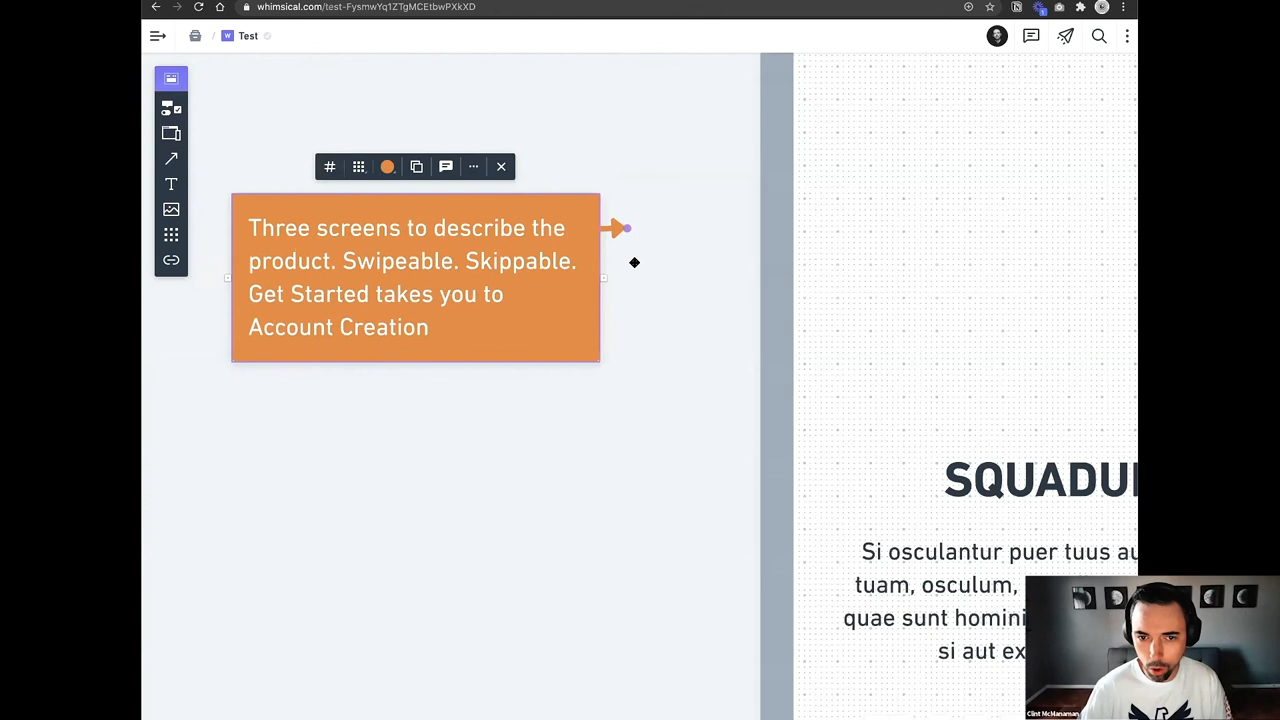 whimsical.com/test-FysmwYq1ZTgMCEtbwPXkXD
/ W Test
T
Three screens to describe the
product. Swipeable. Skippable.
Get Started takes you to
Account Creation
SQUADU
Si osculantur puer tuus au
tuam, osculum,
quae sunt homini
si aut ex
Clint McManaman